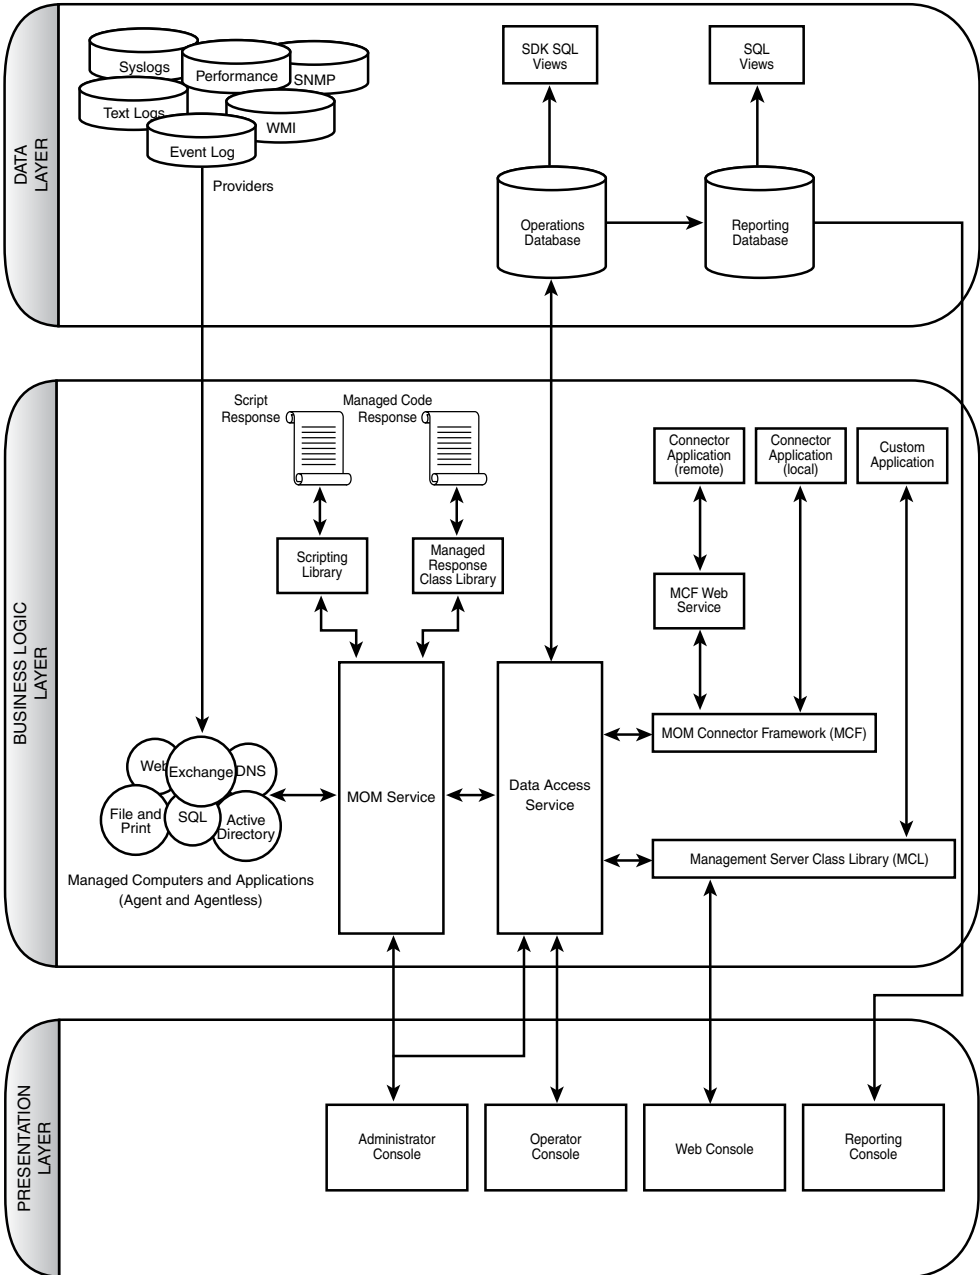 DATA
LAYER
Syslogs
Performance
SNMP
Text Logs
WMI
Event Log
Providers
SDK SQL
Views
SQL
Views
Operations
Database
Reporting
Database
BUSINESS LOGIC
LAYER
Script
Response
Managed Code
Response
Scripting
Library
Managed
Response
Class Library
Connector
Application
(remote)
Connector
Application
(local)
Custom
Application
MCF Web
Service
MOM Connector Framework (MCF)
Management Server Class Library (MCL)
MOM Service
Data Access
Service
Web
Exchange
DNS
File and
Print
SQL
Active
Directory
Managed Computers and Applications
(Agent and Agentless)
PRESENTATION
LAYER
Administrator
Console
Operator
Console
Web Console
Reporting
Console